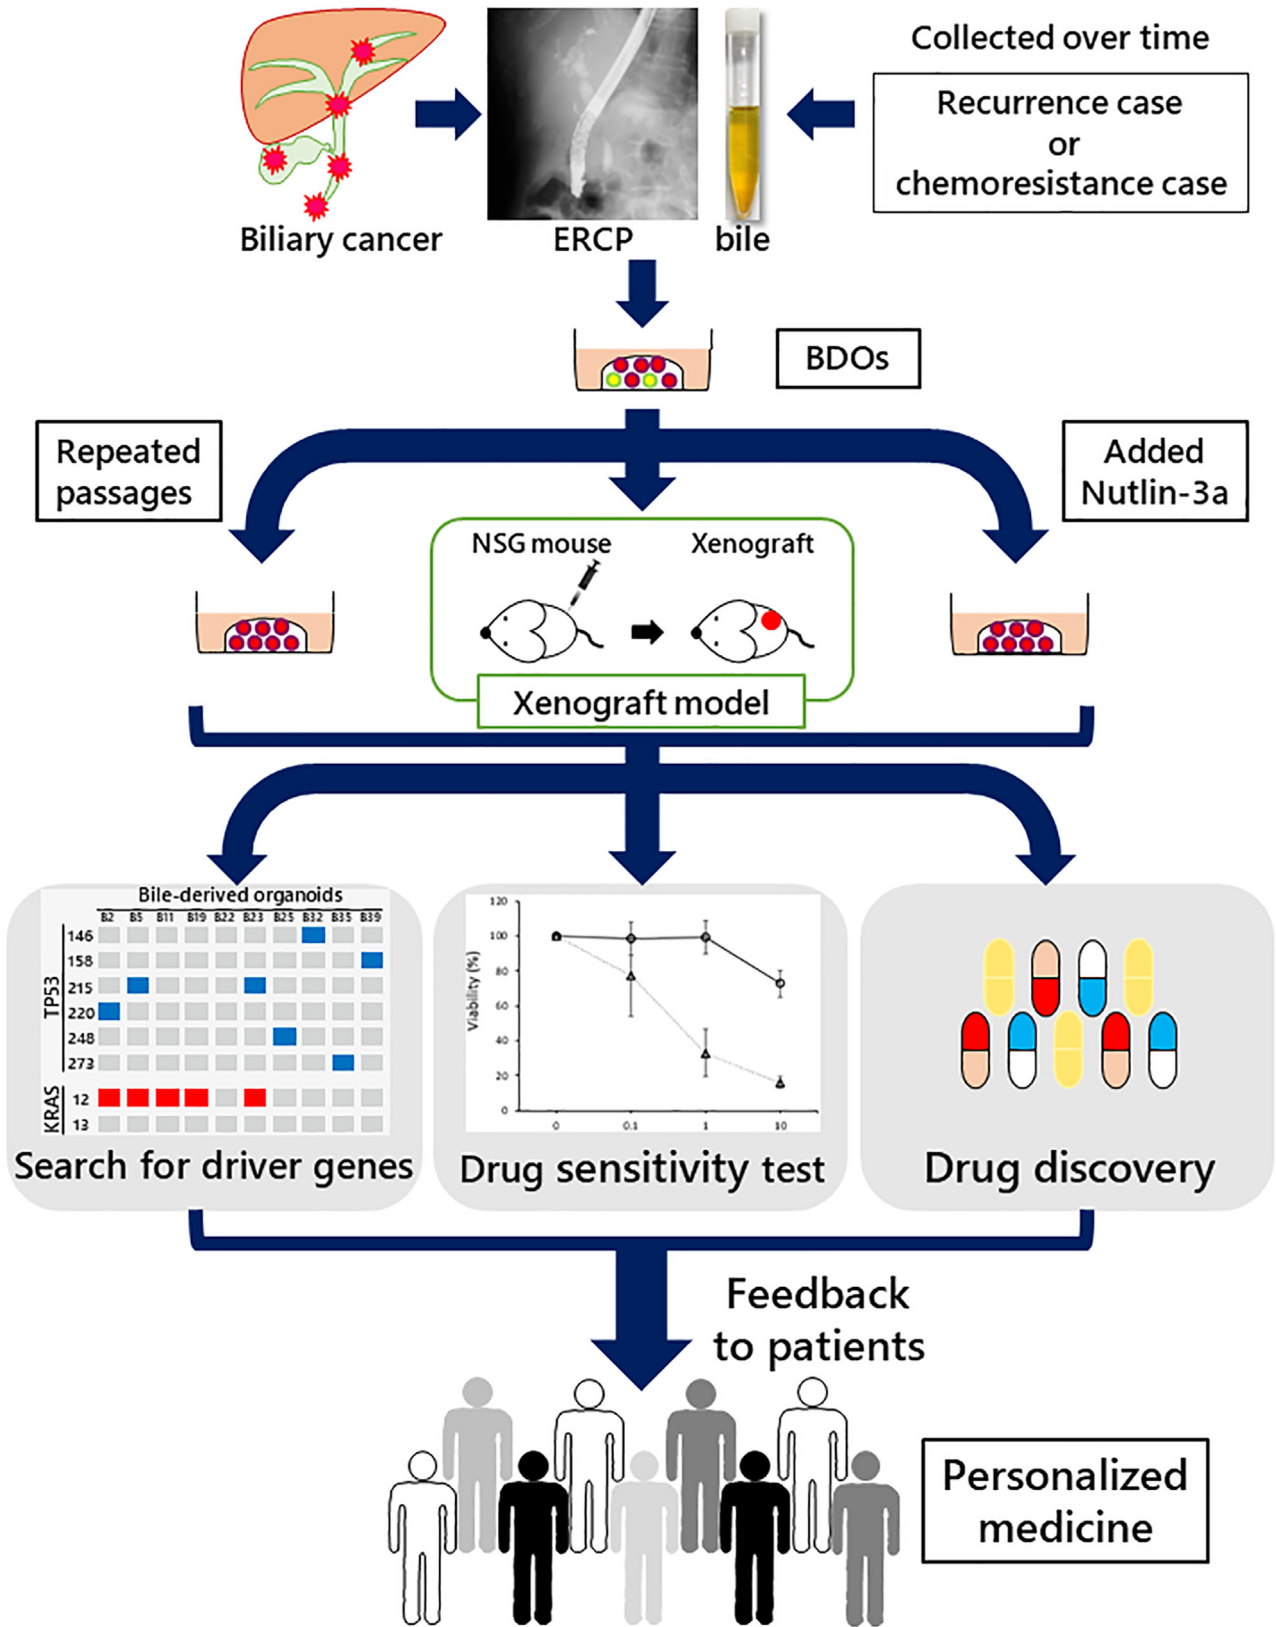 Collected over time
Recurrence case
or
chemoresistance case
Biliary cancer
ERCP
bile
BDOs
Repeated
passages
Added
Nutlin-3a
NSG mouse
Xenograft
Xenograft model
Bile-derived organoids
B2 B5 B11 B19 B22 B23 B25 B32 B35 B39
TP53
146
158
215
220
248
273
KRAS
12
13
Search for driver genes
Viability (%)
120
100
80
60
40
20
0
0 0.1 1 10
Drug sensitivity test
Drug discovery
Feedback
to patients
Personalized
medicine